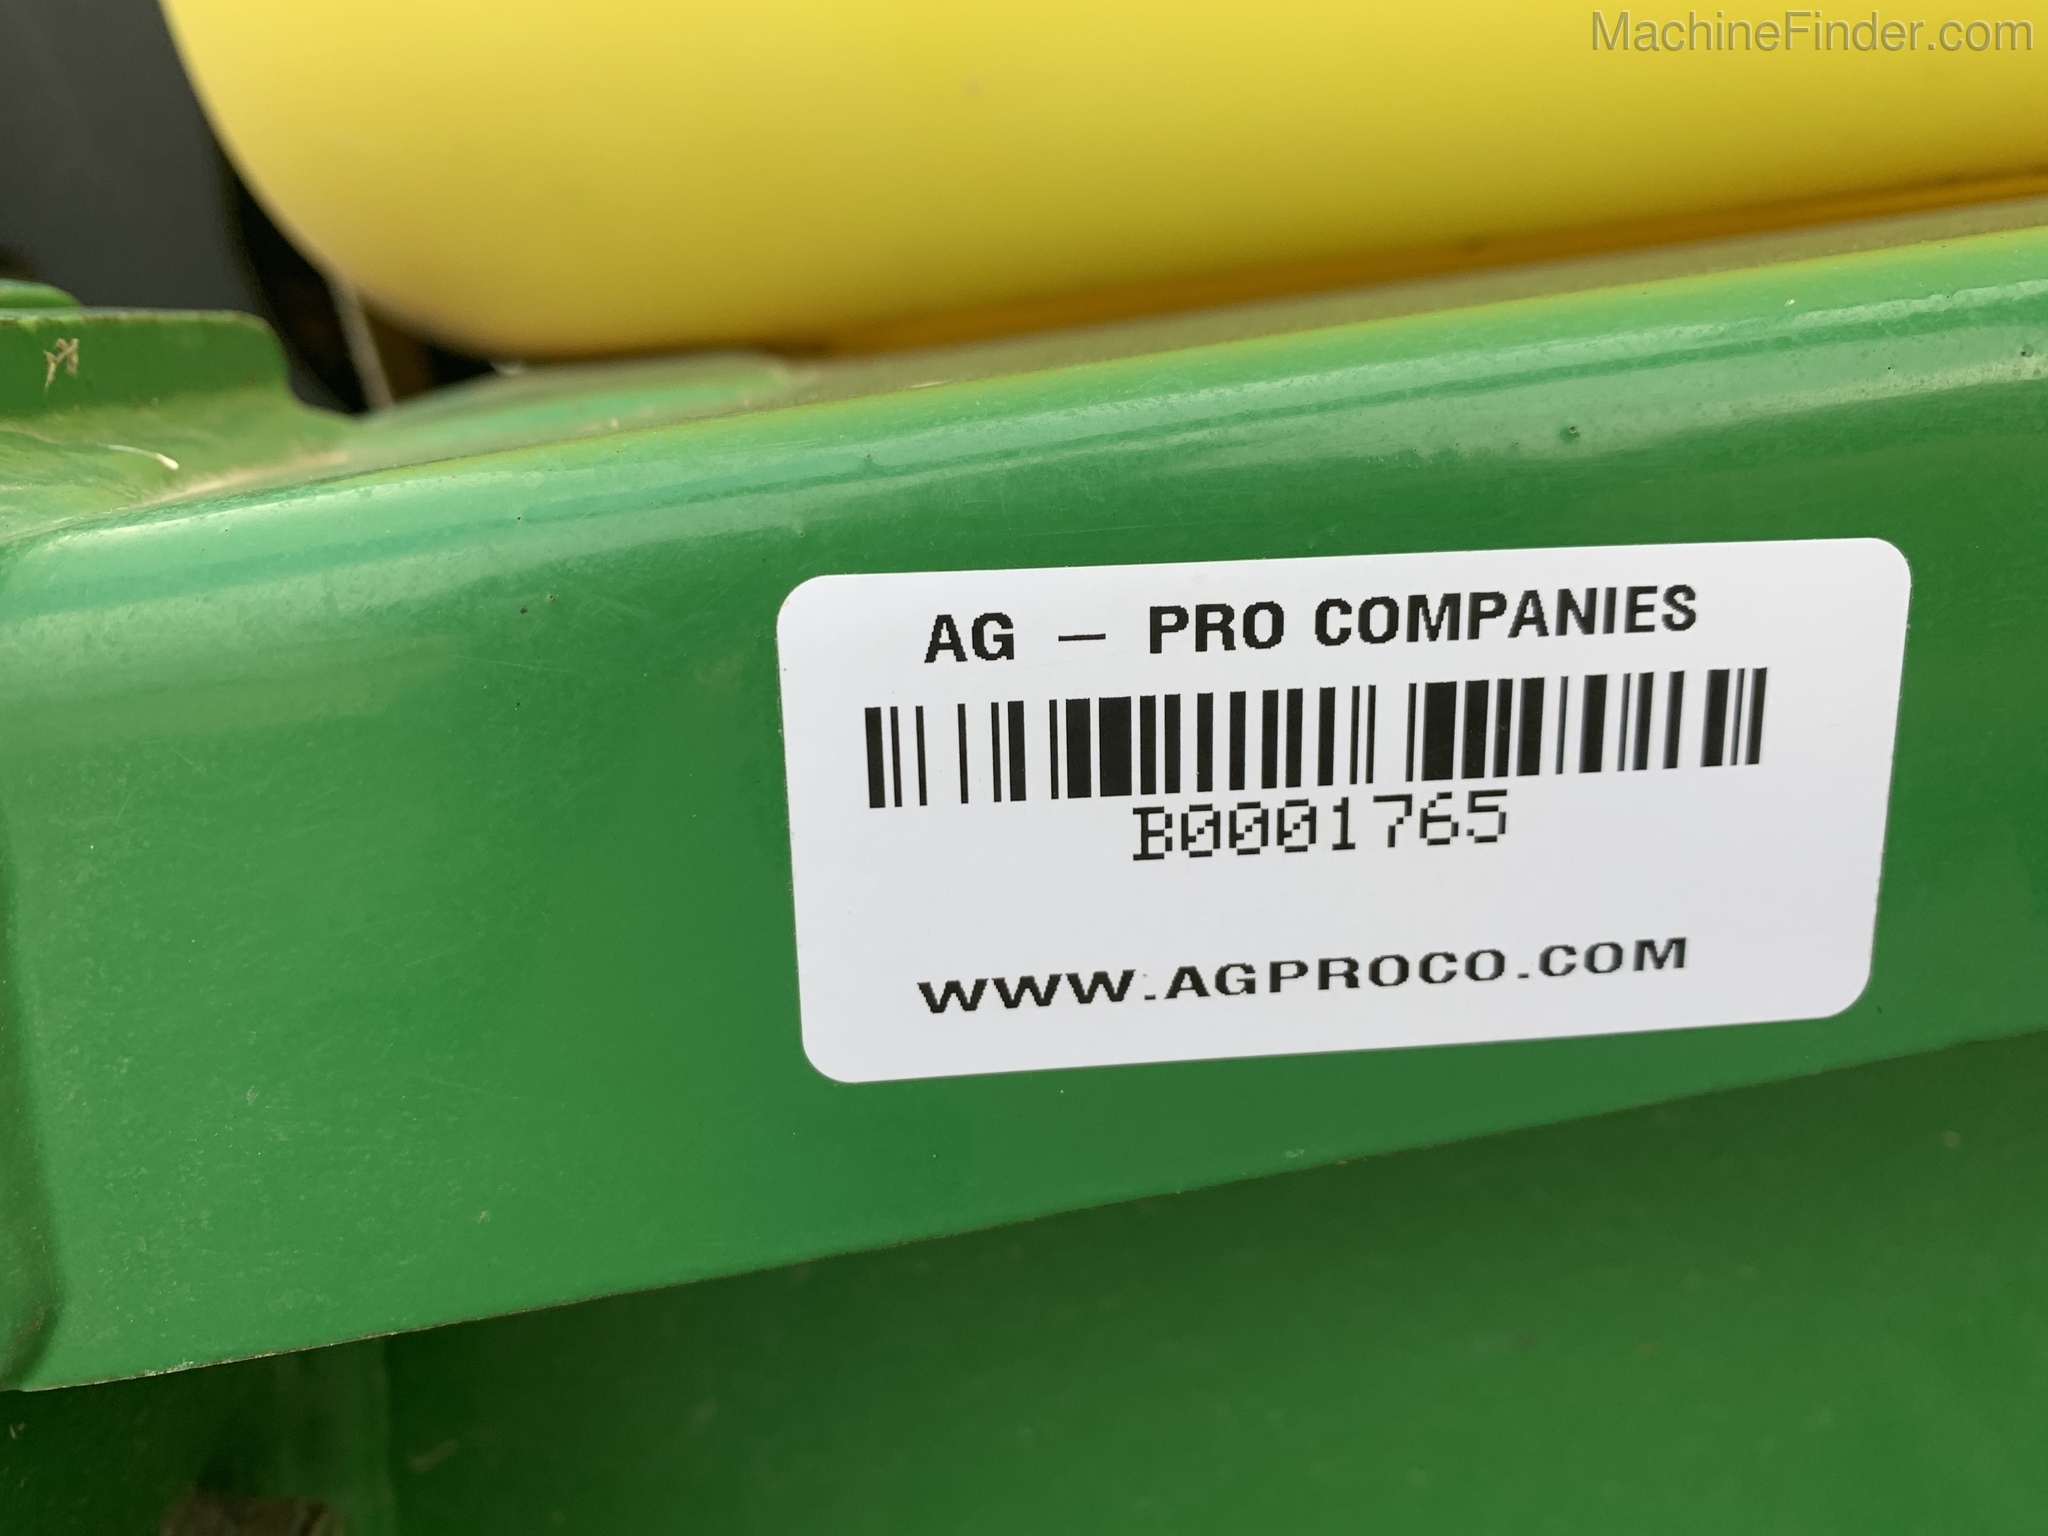 MachineFinder.com
AG – PRO COMPANIES
B0001765
WWW.AGPROCO.COM